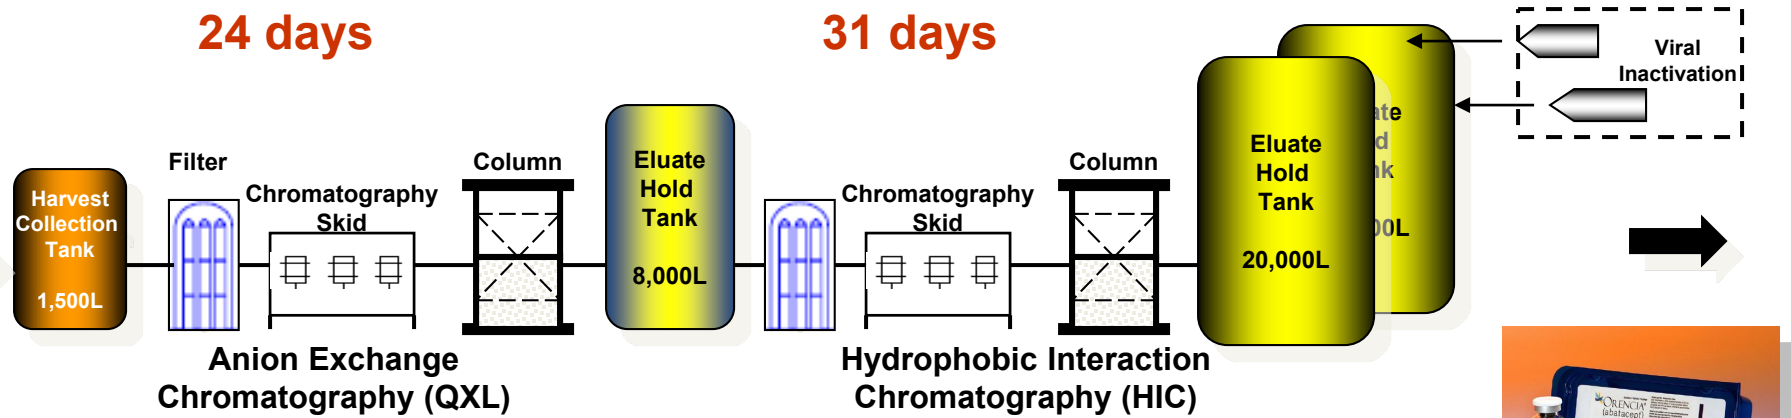 24 days
31 days
Viral
Inactivation
Filter
Column
Eluate
Hold
Tank
8,000L
Column
Eluate
Hold
Tank
20,000L
Harvest
Collection
Tank
1,500L
Chromatography
Skid
Chromatography
Skid
Anion Exchange
Chromatography (QXL)
Hydrophobic Interaction
Chromatography (HIC)
ORENCIA
(abatacept)